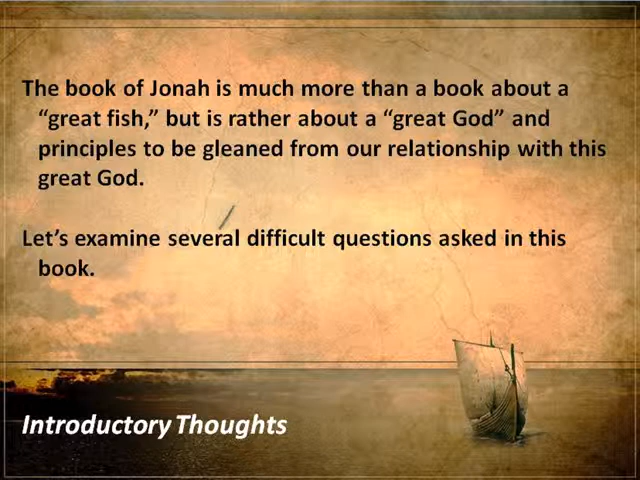 The book of Jonah is much more than a book about a
“great fish,” but is rather about a “great God” and
principles to be gleaned from our relationship with this
great God.
Let’s examine several difficult questions asked in this
book.
Introductory Thoughts